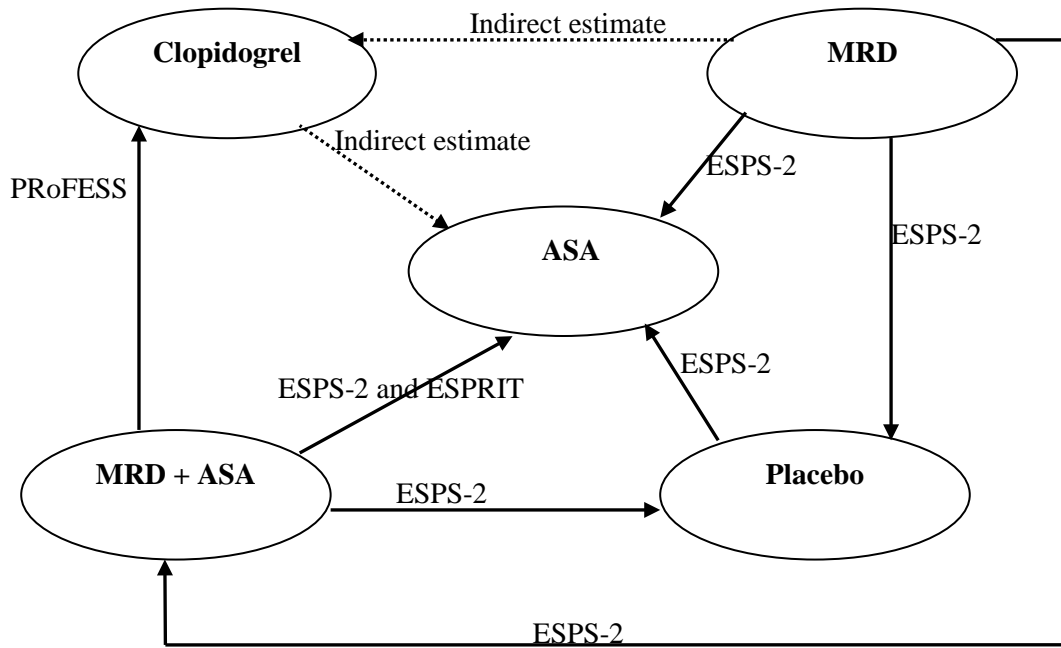 Indirect estimate
Clopidogrel
MRD
Indirect estimate
ESPS-2
PRoFESS
ESPS-2
ASA
ESPS-2
ESPS-2 and ESPRIT
MRD + ASA
Placebo
ESPS-2
ESPS-2